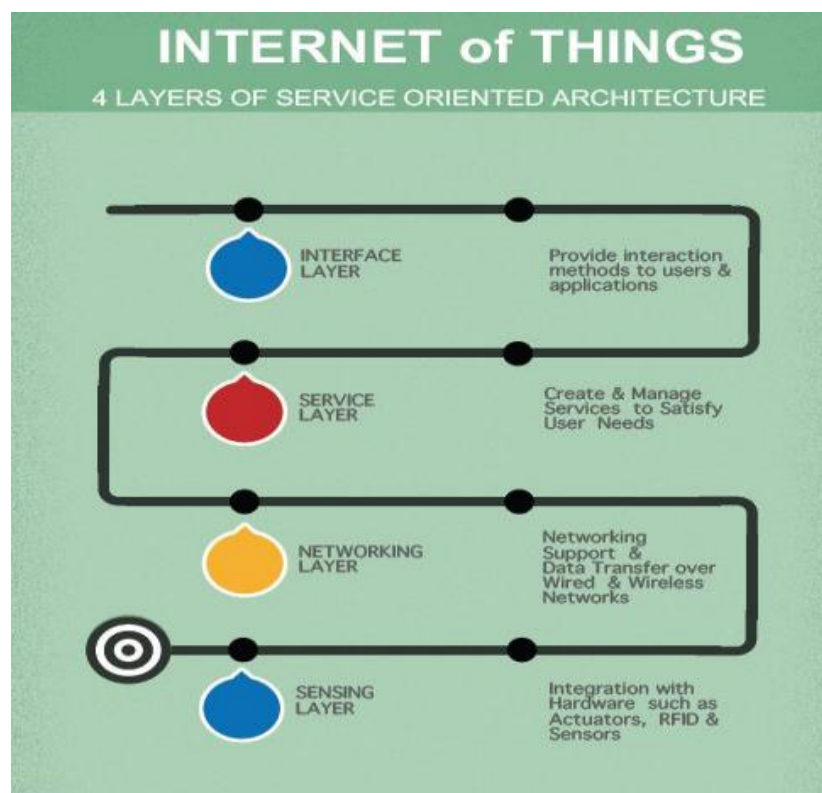 INTERNET of THINGS
4 LAYERS OF SERVICE ORIENTED ARCHITECTURE
INTERFACE
LAYER
Provide interaction
methods to users &
applications
SERVICE
LAYER
Create & Manage
Services to Satisfy
User Needs
NETWORKING
LAYER
Networking
Support &
Data Transfer over
Wired & Wireless
Networks
SENSING
LAYER
Integration with
Hardware such as
Actuators, RFID &
Sensors